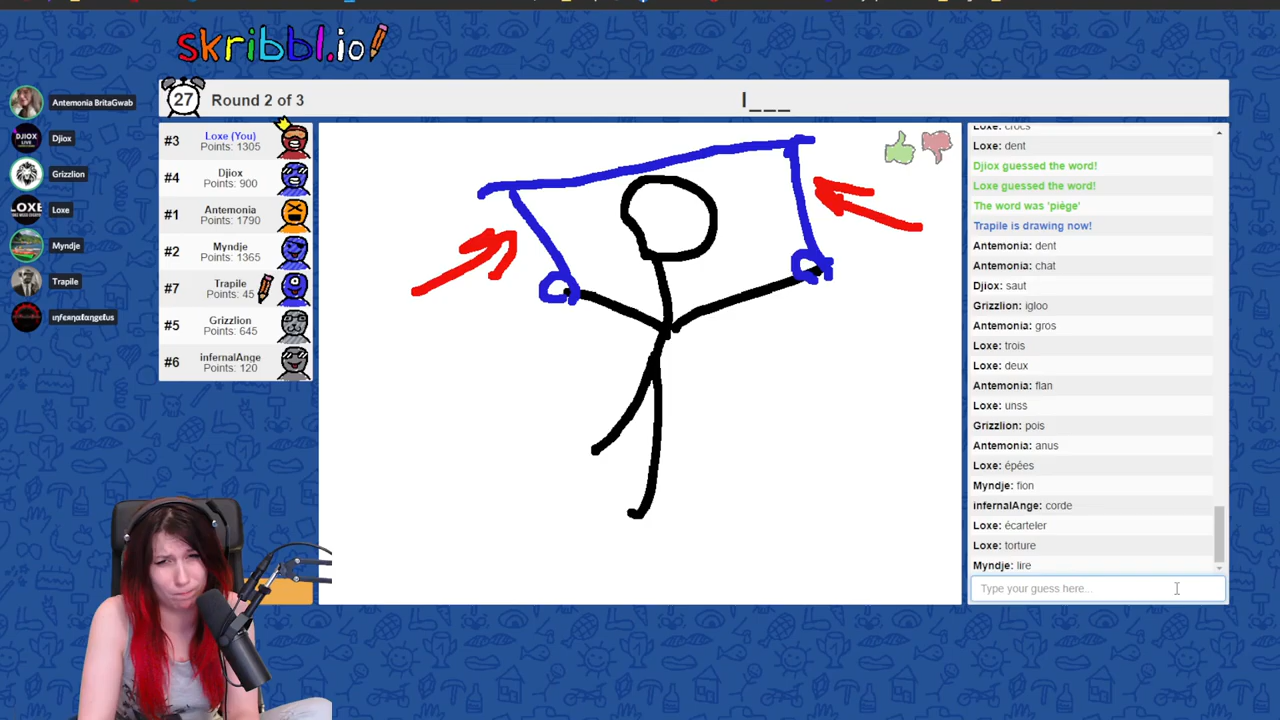 skribbl.io!
27
Round 2 of 3
l___
Antemonia BritaGwab
Djiox
Grizzlion
Loxe
Myndje
Trapile
#3
Loxe (You)
Points: 1305
#4
Djiox
Points: 900
#1
Antemonia
Points: 1790
#2
Myndje
Points: 1365
#7
Trapile
Points: 45
#5
Grizzlion
Points: 645
#6
infernalAnge
Points: 120
Loxe: crocs
Loxe: dent
Djiox guessed the word!
Loxe guessed the word!
The word was 'piège'
Trapile is drawing now!
Antemonia: dent
Antemonia: chat
Djiox: saut
Grizzlion: igloo
Antemonia: gros
Loxe: trois
Loxe: deux
Antemonia: flan
Loxe: unss
Grizzlion: pois
Antemonia: anus
Loxe: épées
Myndje: fion
infernalAnge: corde
Loxe: écarteler
Loxe: torture
Myndje: lire
Type your guess here...